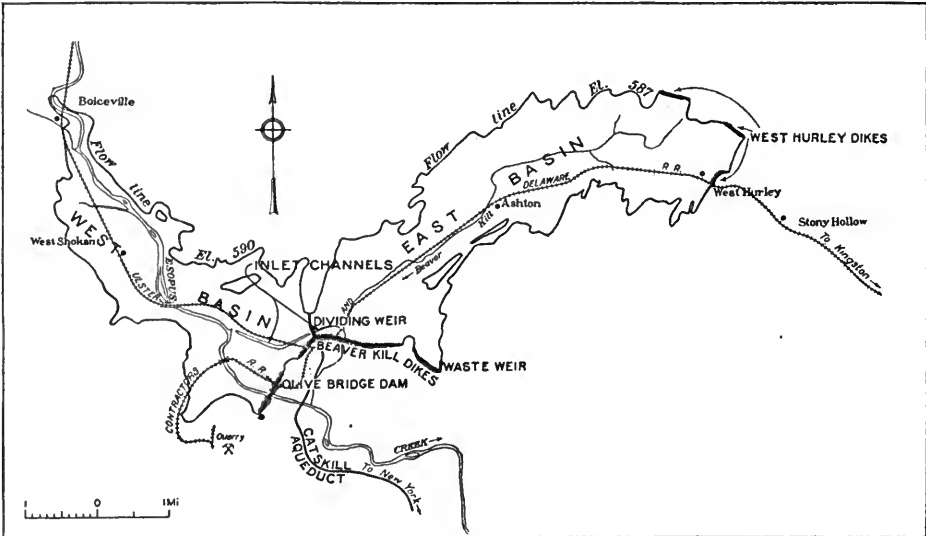 Boiceville
Flow line El. 590
WEST BASIN
West Shokan
ESOPUS
ULSTER AND DELAWARE R.R.
INLET CHANNELS
Flow line El. 587
EAST BASIN
Beaver Kill
Ashton
WEST HURLEY DIKES
West Hurley
Stony Hollow
To Kingston
DIVIDING WEIR
BEAVER KILL DIKES
WASTE WEIR
OLIVE BRIDGE DAM
CONTRACTORS R.R.
Quarry
CATSKILL
AQUEDUCT
To New York
CREEK
1 0 1Mi